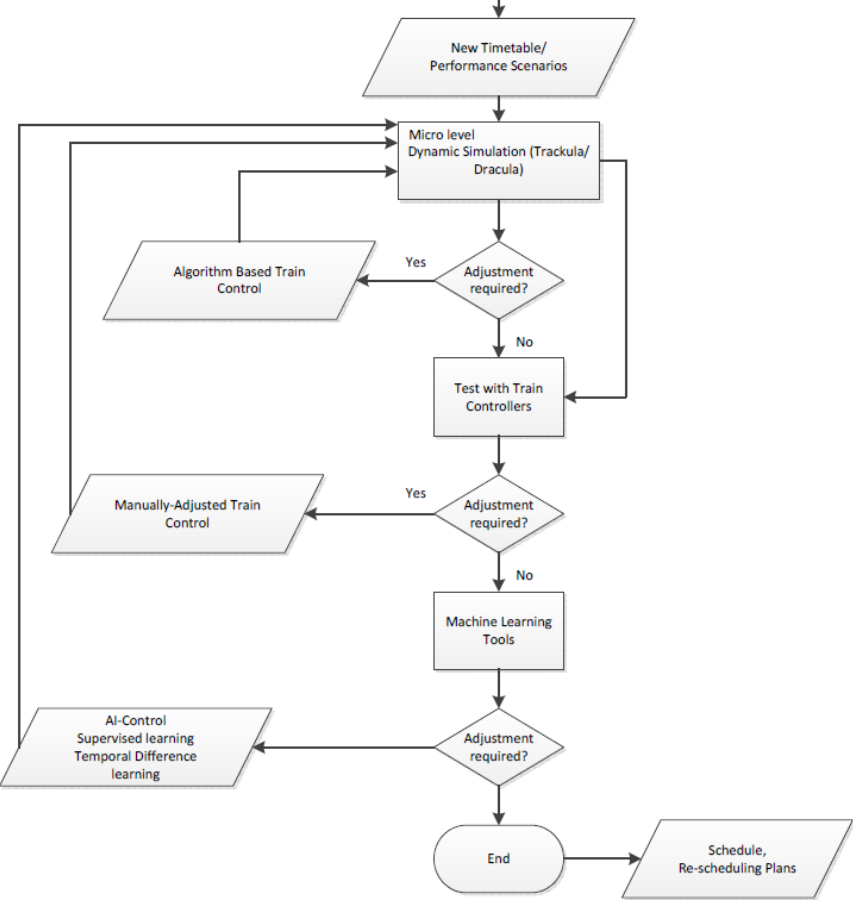 New Timetable/
Performance Scenarios
Micro level
Dynamic Simulation (Trackula/
Dracula)
Algorithm Based Train
Control
Yes
Adjustment
required?
No
Test with Train
Controllers
Manually-Adjusted Train
Control
Yes
Adjustment
required?
No
Machine Learning
Tools
AI-Control
Supervised learning
Temporal Difference
learning
Adjustment
required?
End
Schedule,
Re-scheduling Plans